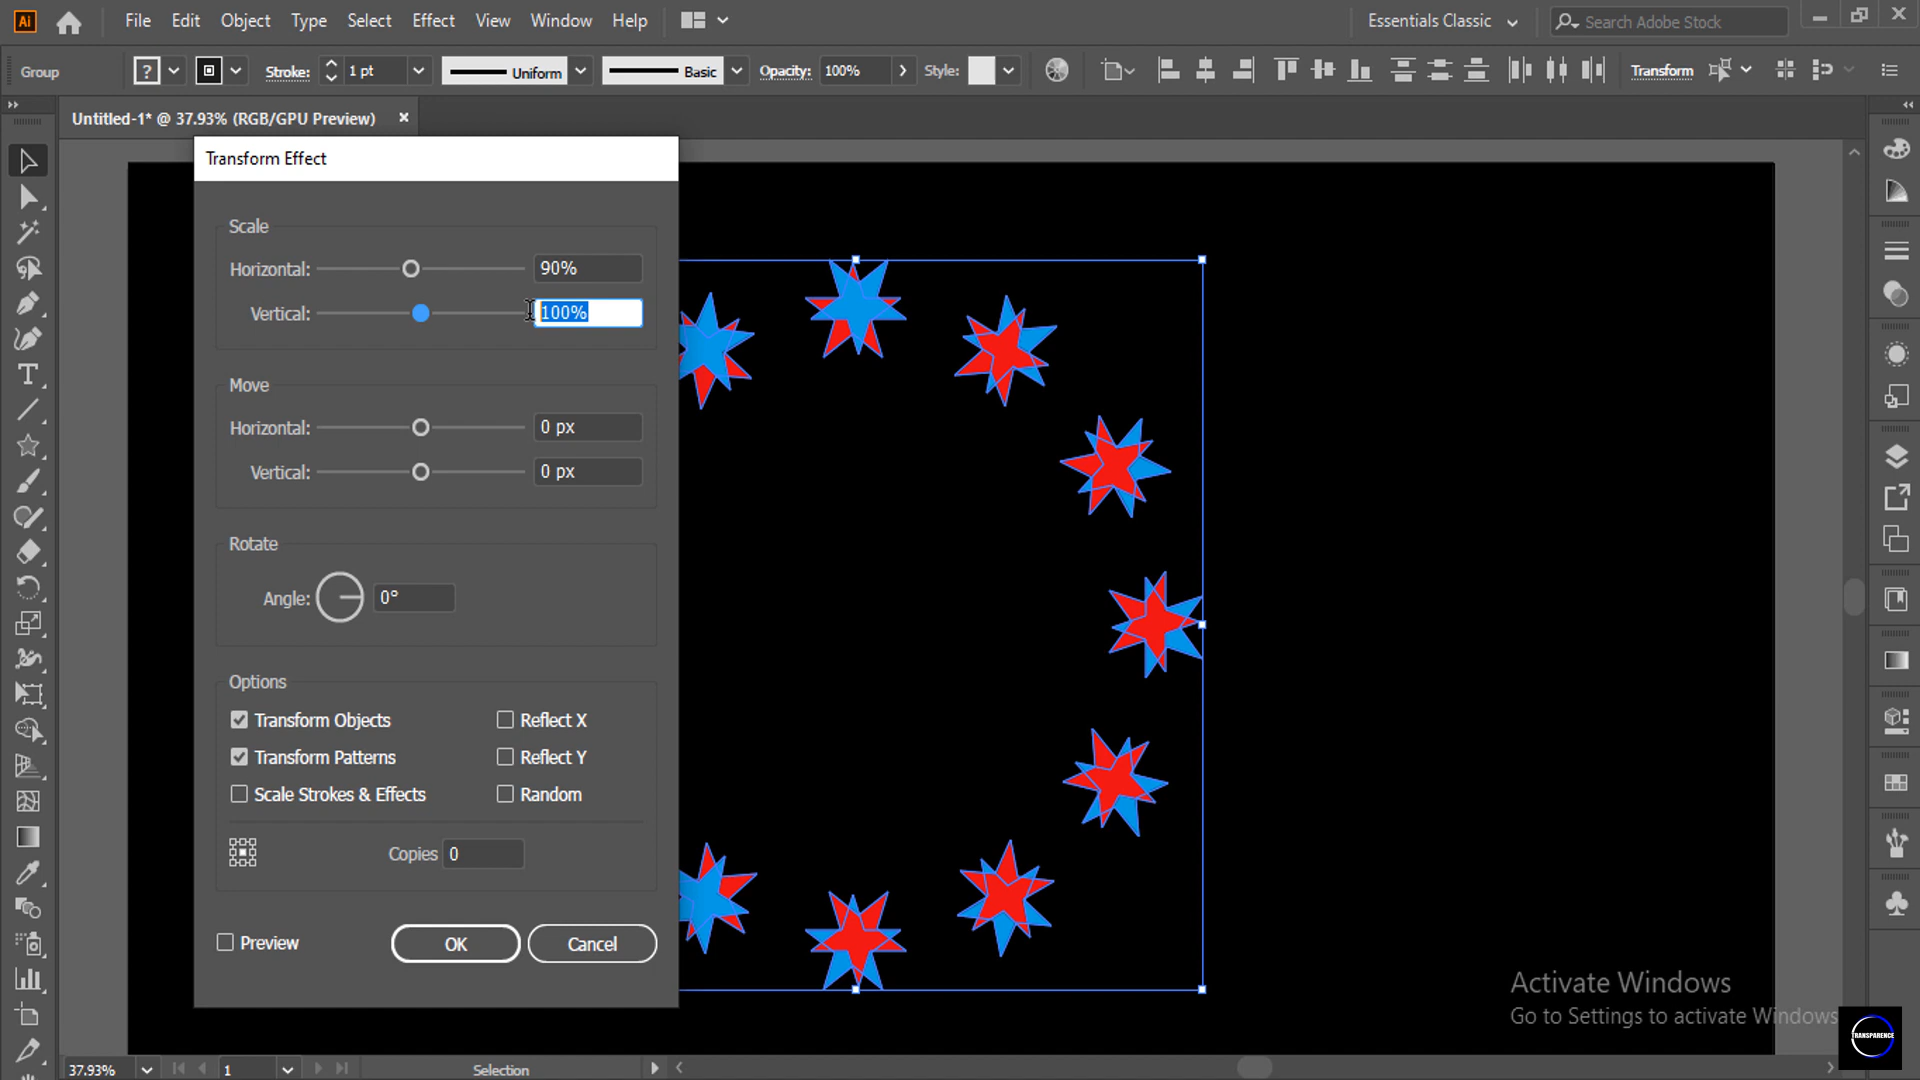 Ai File Edit Object Type Select Effect View Window Help Essentials Classic Search Adobe Stock
Group ? Stroke: 1 pt Uniform Basic Opacity: 100% Style: Transform
Untitled-1* @ 37.93% (RGB/GPU Preview)
Transform Effect
Scale
Horizontal: 90%
Vertical: 100%
Move
Horizontal: 0 px
Vertical: 0 px
Rotate
Angle: 0°
Options
Transform Objects Reflect X
Transform Patterns Reflect Y
Scale Strokes & Effects Random
Copies 0
Preview OK Cancel
Activate Windows
Go to Settings to activate Windows
TRANSPARENCE
37.93% 1 Selection